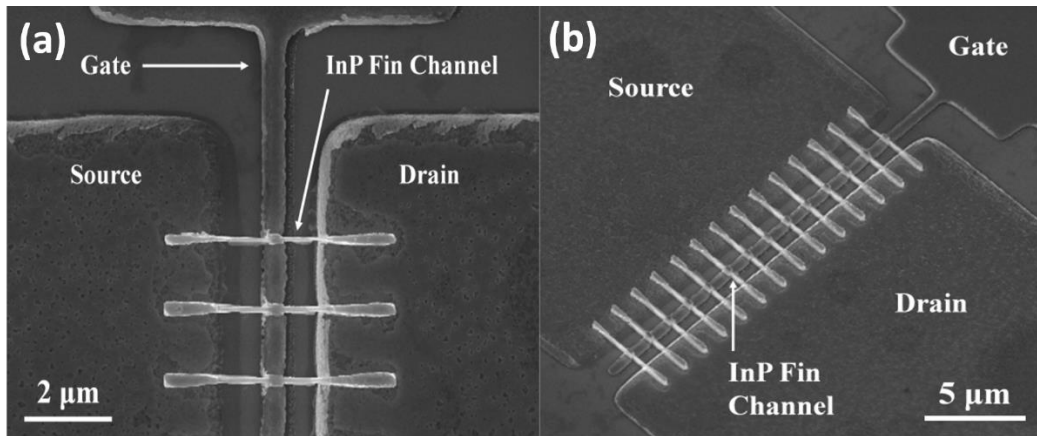 (a)
Gate
InP Fin Channel
Source
Drain
2 μm
(b)
Gate
Source
Drain
InP Fin
Channel
5 μm